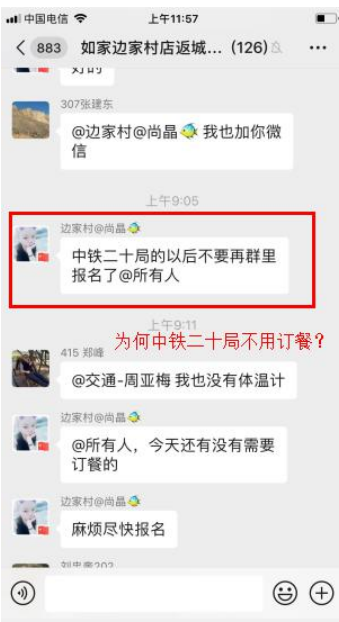 中国电信 上午11:57
883 如家边家村店返城... (126)
好的
307张建东
@边家村@尚晶 我也加你微
信
上午9:05
边家村@尚晶
中铁二十局的以后不要再群里
报名了@所有人
上午9:11
为何中铁二十局不用订餐？
415 郑峰
@交通-周亚梅 我也没有体温计
边家村@尚晶
@所有人，今天还有没有需要
订餐的
边家村@尚晶
麻烦尽快报名